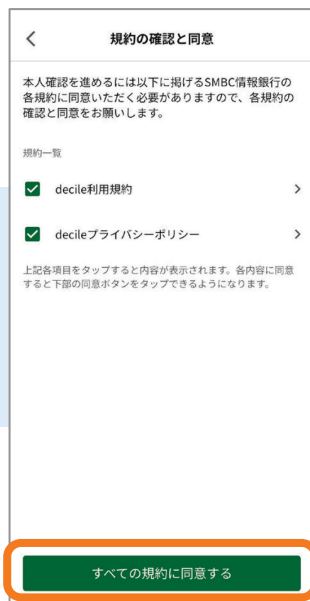 規約の確認と同意
本人確認を進めるには以下に掲げるSMBC情報銀行の
各規約に同意いただく必要がありますので、各規約の
確認と同意をお願いします。
規約一覧
decile利用規約
decileプライバシーポリシー
上記各項目をタップすると内容が表示されます。各内容に同意
すると下部の同意ボタンをタップできるようになります。
すべての規約に同意する